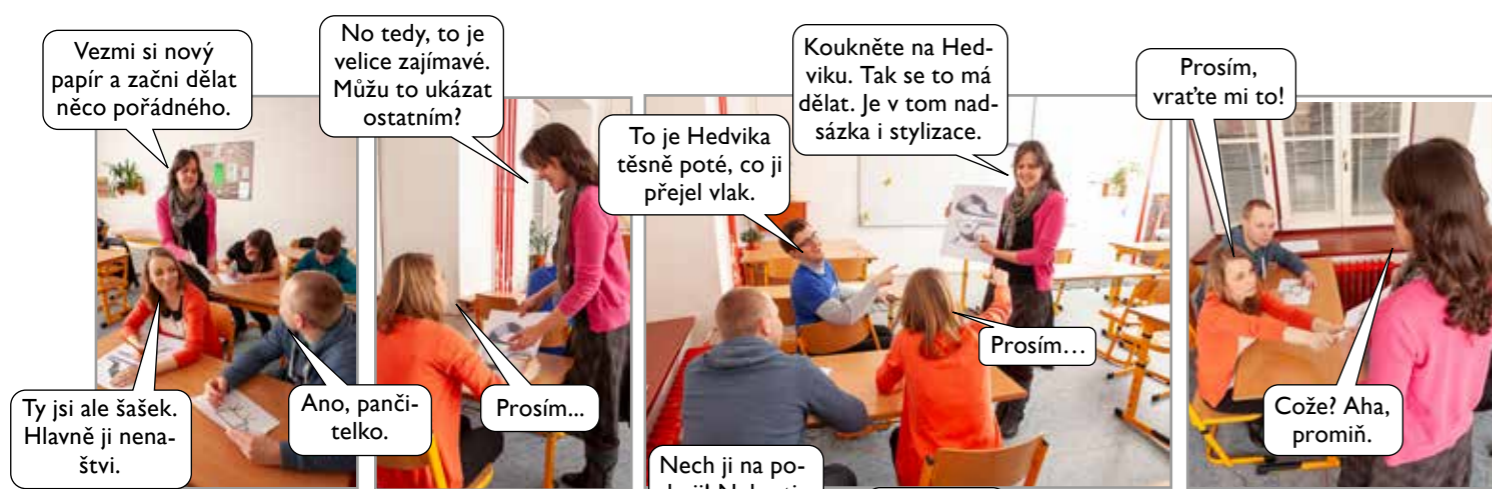 Vezmi si nový
papír a začni dělat
něco pořádného.
Ty jsi ale šašek.
Hlavně ji nena-
štvi.
Ano, panči-
telko.
No tedy, to je
velice zajímavé.
Můžu to ukázat
ostatním?
Prosím...
Koukněte na Hed-
viku. Tak se to má
dělat. Je v tom nad-
sázka i stylizace.
To je Hedvika
těsně poté, co ji
přejel vlak.
Prosím…
Nech ji na po-
Prosím,
vraťte mi to!
Cože? Aha,
promiň.